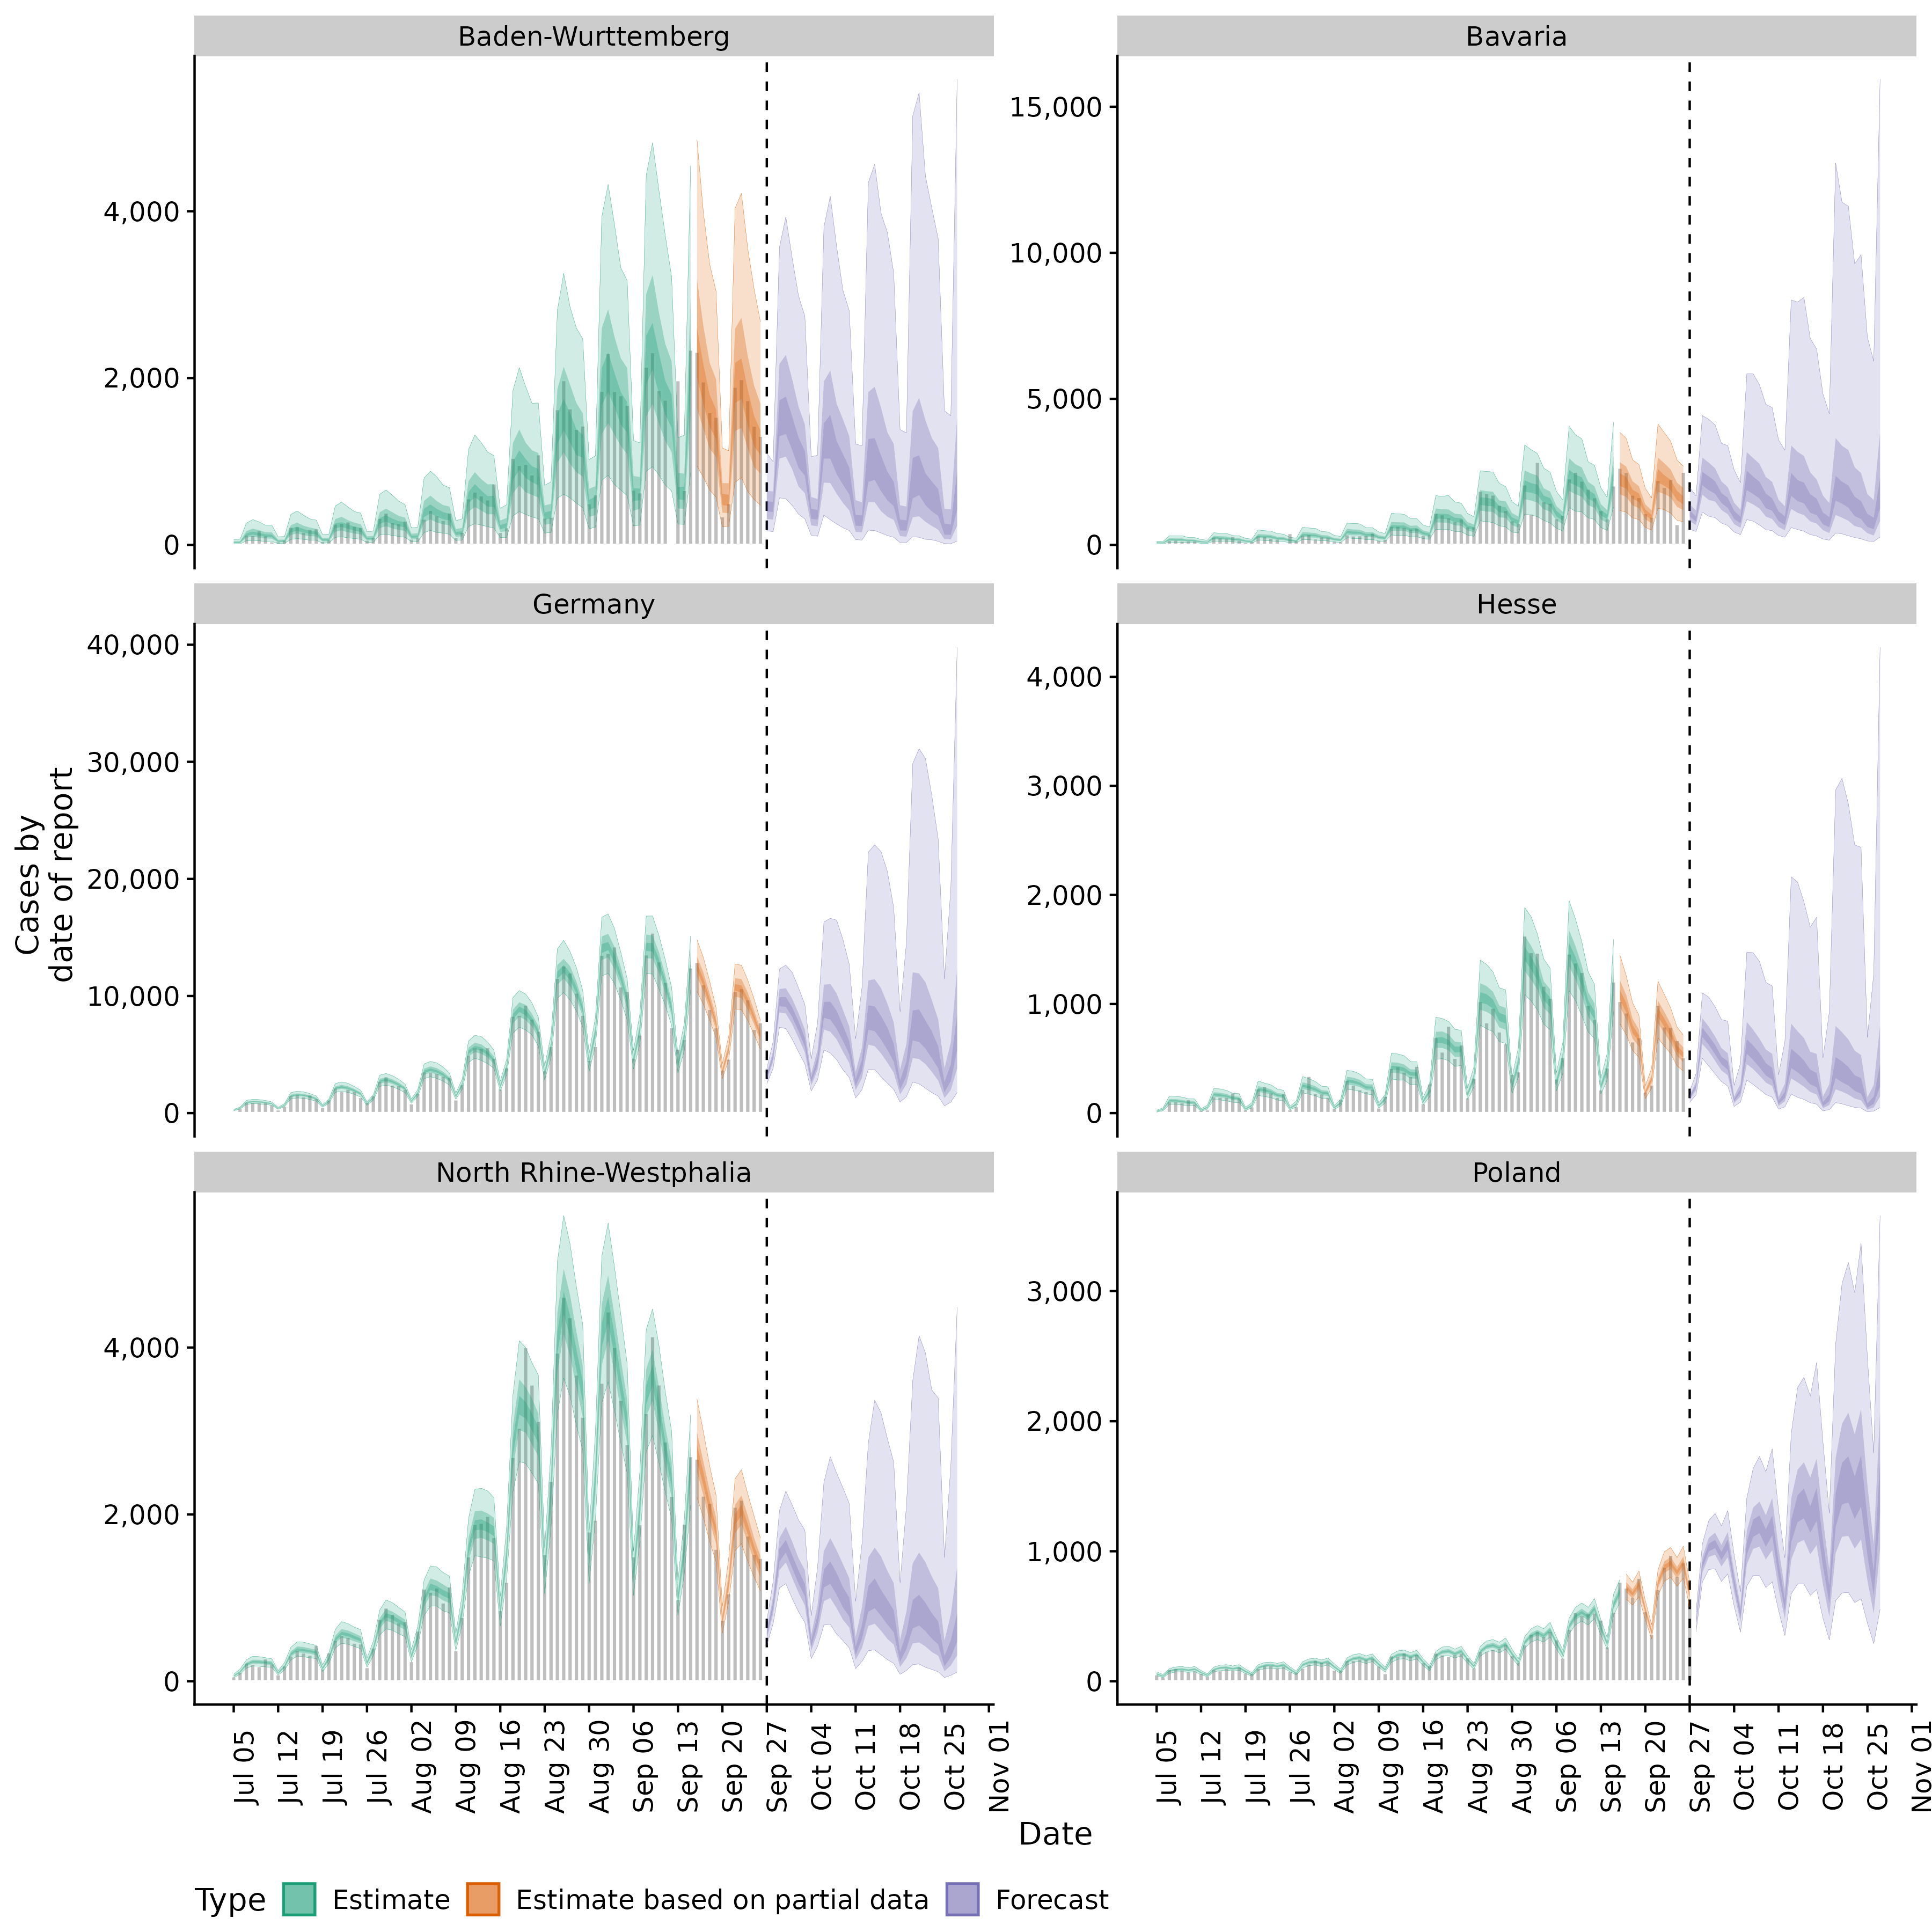 Baden-Wurttemberg
4,000
2,000
0
Bavaria
15,000
10,000
5,000
0
Germany
40,000
30,000
20,000
10,000
0
Hesse
4,000
3,000
2,000
1,000
0
Cases by
date of report
North Rhine-Westphalia
4,000
2,000
0
Poland
3,000
2,000
1,000
0
Jul 05
Jul 12
Jul 19
Jul 26
Aug 02
Aug 09
Aug 16
Aug 23
Aug 30
Sep 06
Sep 13
Sep 20
Sep 27
Oct 04
Oct 11
Oct 18
Oct 25
Nov 01
Jul 05
Jul 12
Jul 19
Jul 26
Aug 02
Aug 09
Aug 16
Aug 23
Aug 30
Sep 06
Sep 13
Sep 20
Sep 27
Oct 04
Oct 11
Oct 18
Oct 25
Nov 01
Date
Type Estimate Estimate based on partial data Forecast